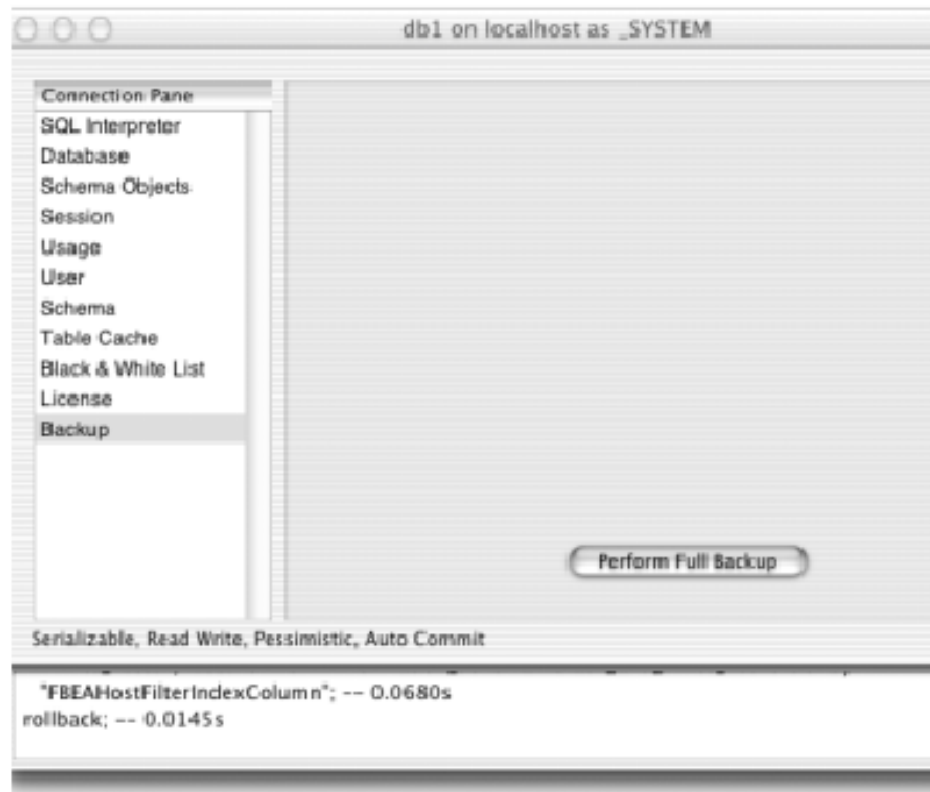 db1 on localhost as _SYSTEM
Connection Pane
SQL Interpreter
Database
Schema Objects
Session
Usage
User
Schema
Table Cache
Black & White List
License
Backup
Perform Full Backup
Serializable, Read Write, Pessimistic, Auto Commit
"FBEAHostFilterIndexColumn"; -- 0.0680s
rollback; -- 0.0145s